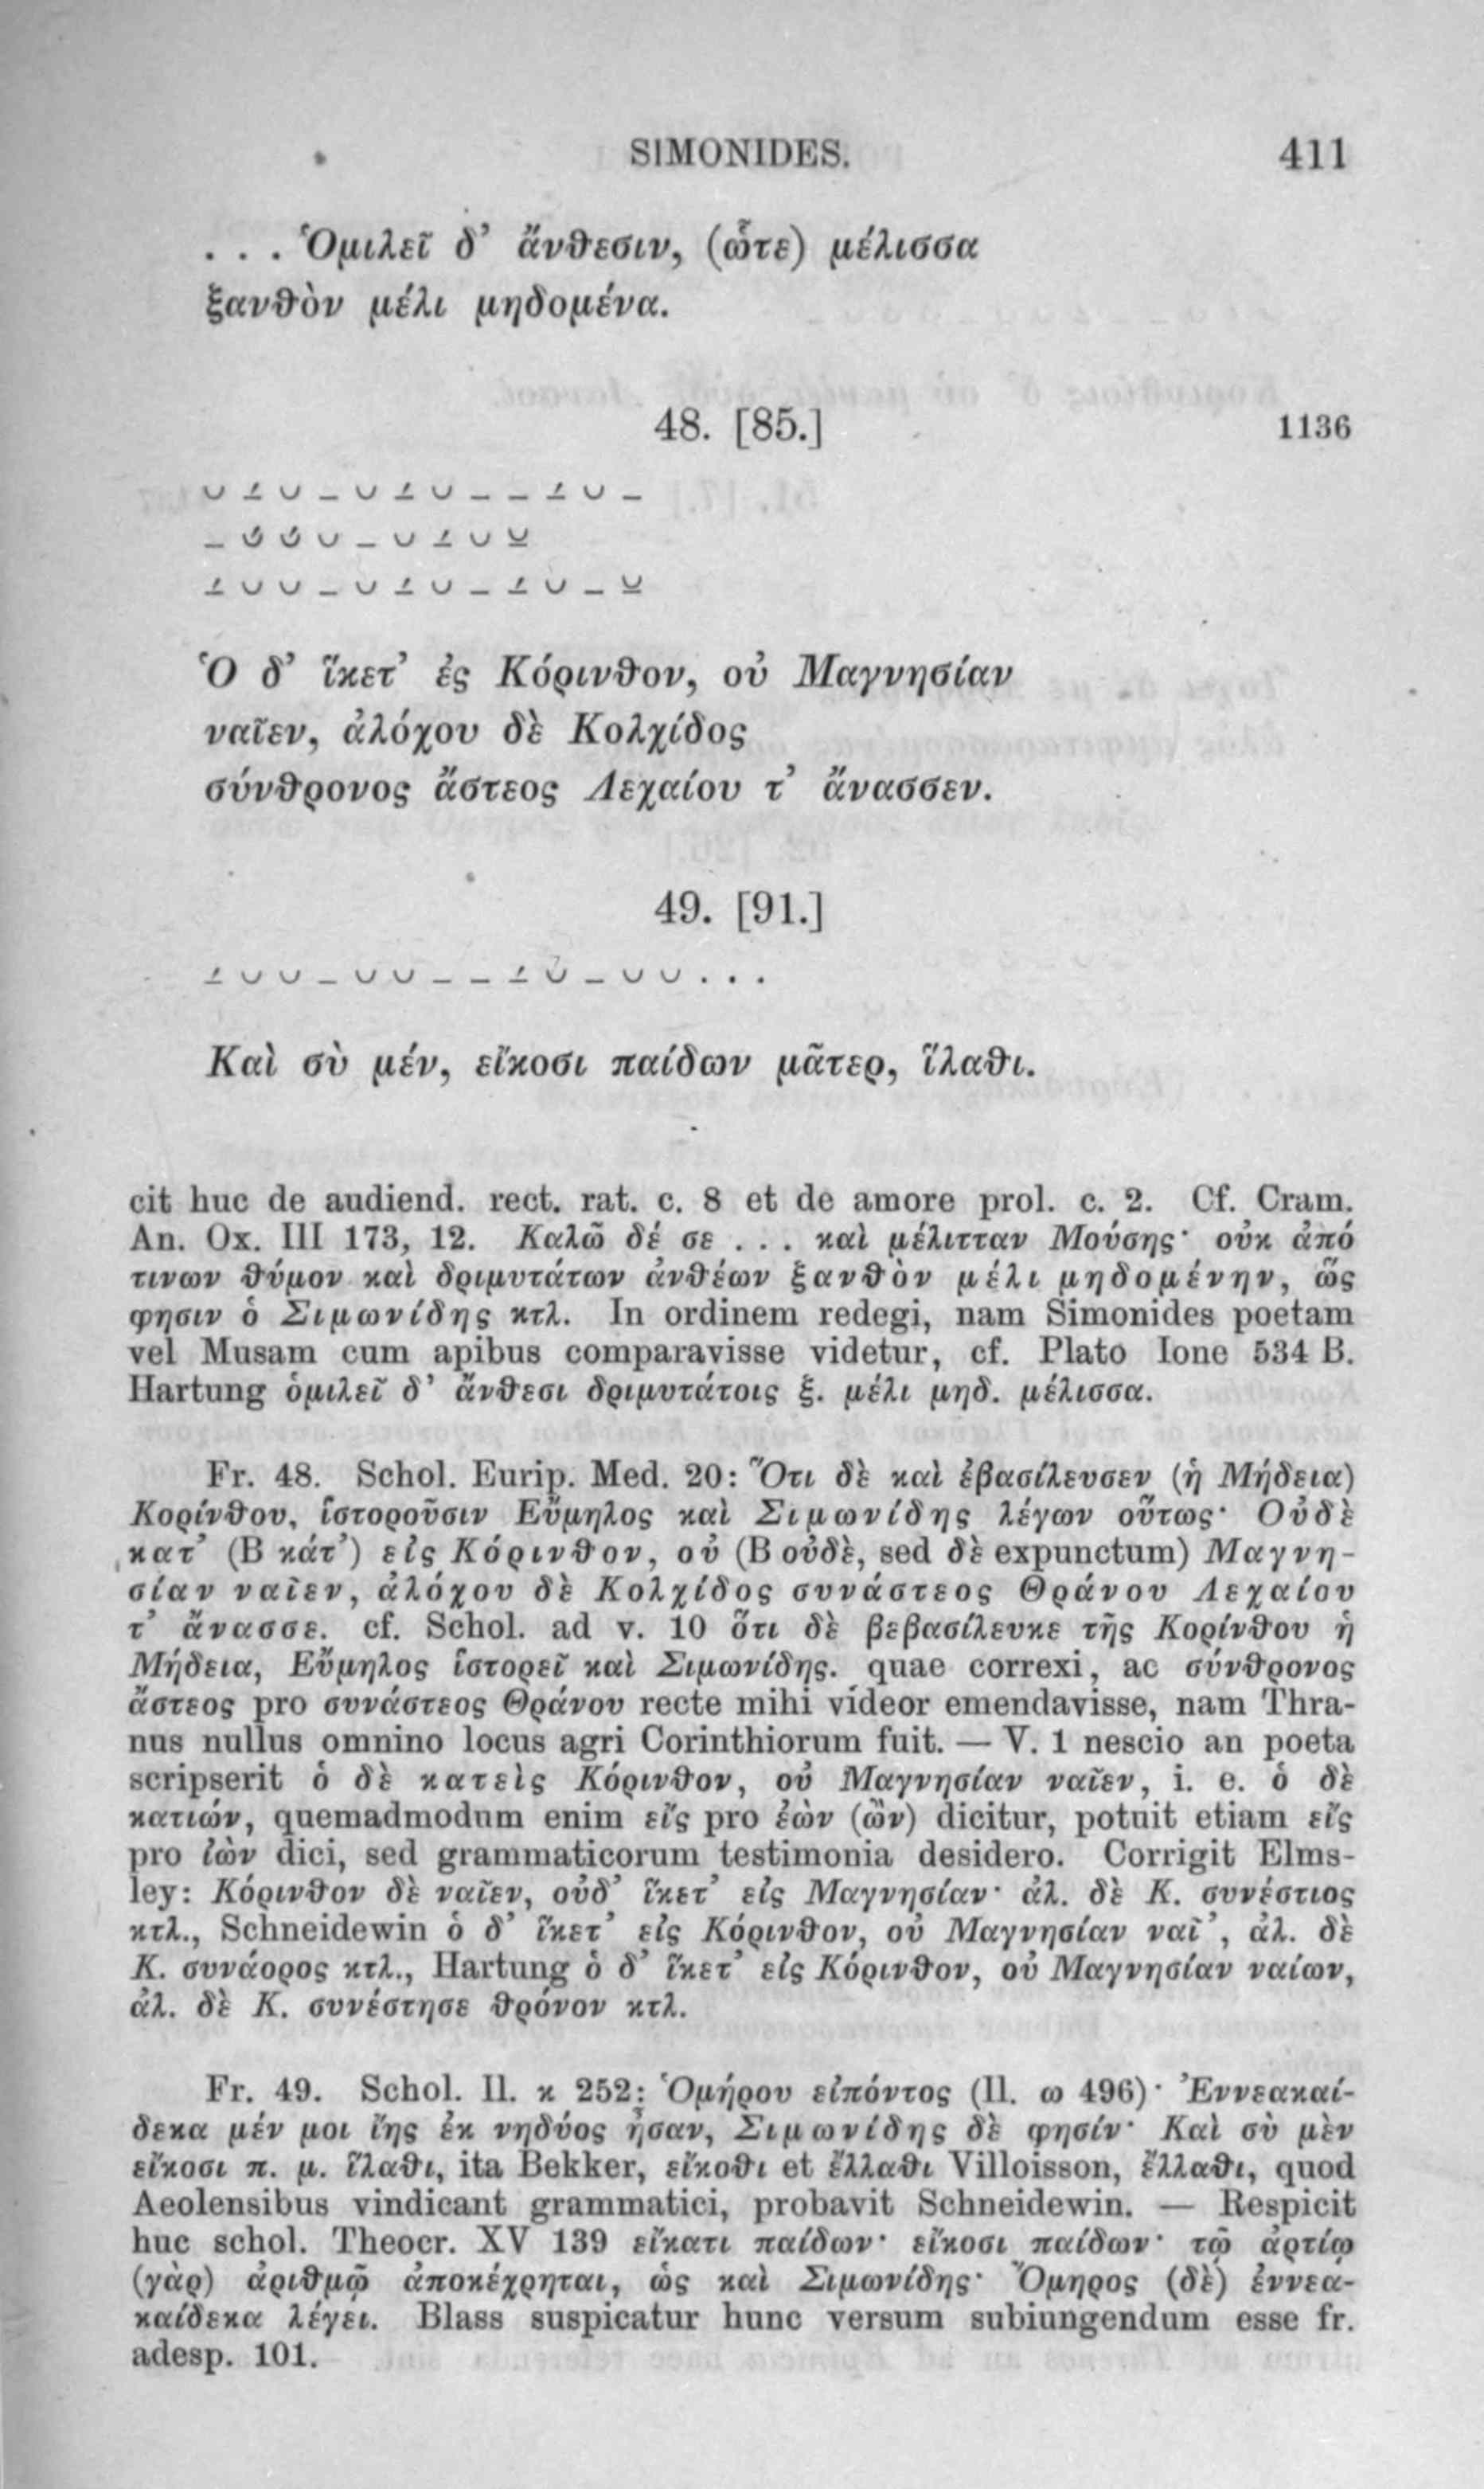 SIMONIDES. 411
. . . Ὁμιλεῖ δ’ ἄνθεσιν, (ὧτε) μέλισσα
ξανθὸν μέλι μηδομένα.
48. [85.] 1136
⏑ –́ ⏑ – ⏑ –́ ⏑ – – –́ ⏑ –
– ⏑́ ⏑́ ⏑ – ⏑ –́ ⏑ ⏓
–́ ⏑ ⏑ – ⏑ –́ ⏑ – –́ ⏑ – ⏓
Ὁ δ’ ἵκετ’ ἐς Κόρινθον, οὐ Μαγνησίαν
ναῖεν, ἀλόχου δὲ Κολχίδος
σύνθρονος ἄστεος Λεχαίου τ’ ἄνασσεν.
49. [91.]
–́ ⏑ ⏑ – ⏑ ⏑ – – –́ ⏑ – ⏑ ⏑ . . .
Καὶ σὺ μέν, εἴκοσι παίδων μᾶτερ, ἵλαθι.
cit huc de audiend. rect. rat. c. 8 et de amore prol. c. 2. Cf. Cram.
An. Ox. III 173, 12. Καλῶ δέ σε . . . καὶ μέλιτταν Μούσης· οὐκ ἀπό
τινων θύμον καὶ δριμυτάτων ἀνθέων ξανθὸν μέλι μηδομένην, ὥς
φησιν ὁ Σιμωνίδης κτλ. In ordinem redegi, nam Simonides poetam
vel Musam cum apibus comparavisse videtur, cf. Plato Ione 534 B.
Hartung ὁμιλεῖ δ’ ἄνθεσι δριμυτάτοις ξ. μέλι μηδ. μέλισσα.
Fr. 48. Schol. Eurip. Med. 20: Ὅτι δὲ καὶ ἐβασίλευσεν (ἡ Μήδεια)
Κορίνθου, ἱστοροῦσιν Εὔμηλος καὶ Σιμωνίδης λέγων οὕτως· Οὐδὲ
κατ’ (B κάτ’) εἰς Κόρινθον, οὐ (B οὐδὲ, sed δὲ expunctum) Μαγνη-
σίαν ναῖεν, ἀλόχου δὲ Κολχίδος συνάστεος Θράνου Λεχαίου
τ’ ἄνασσε. cf. Schol. ad v. 10 ὅτι δὲ βεβασίλευκε τῆς Κορίνθου ἡ
Μήδεια, Εὔμηλος ἱστορεῖ καὶ Σιμωνίδης. quae correxi, ac σύνθρονος
ἄστεος pro συνάστεος Θράνου recte mihi videor emendavisse, nam Thra-
nus nullus omnino locus agri Corinthiorum fuit. — V. 1 nescio an poeta
scripserit ὁ δὲ κατεὶς Κόρινθον, οὐ Μαγνησίαν ναῖεν, i. e. ὁ δὲ
κατιών, quemadmodum enim εἴς pro ἐὼν (ὢν) dicitur, potuit etiam εἴς
pro ἰὼν dici, sed grammaticorum testimonia desidero. Corrigit Elms-
ley: Κόρινθον δὲ ναῖεν, οὐδ’ ἵκετ’ εἰς Μαγνησίαν· ἀλ. δὲ Κ. συνέστιος
κτλ., Schneidewin ὁ δ’ ἵκετ’ εἰς Κόρινθον, οὐ Μαγνησίαν ναῖ’, ἀλ. δὲ
Κ. συνάορος κτλ., Hartung ὁ δ’ ἵκετ’ εἰς Κόρινθον, οὐ Μαγνησίαν ναίων,
ἀλ. δὲ Κ. συνέστησε θρόνον κτλ.
Fr. 49. Schol. Il. κ 252: Ὁμήρου εἰπόντος (Il. ω 496)· Ἐννεακαί-
δεκα μέν μοι ἴης ἐκ νηδύος ἦσαν, Σιμωνίδης δὲ φησίν· Καὶ σὺ μὲν
εἴκοσι π. μ. ἵλαθι, ita Bekker, εἴκοθι et ἔλλαθι Villoisson, ἔλλαθι, quod
Aeolensibus vindicant grammatici, probavit Schneidewin. — Respicit
huc schol. Theocr. XV 139 εἴκατι παίδων· εἴκοσι παίδων· τῷ ἀρτίῳ
(γὰρ) ἀριθμῷ ἀποκέχρηται, ὡς καὶ Σιμωνίδης· Ὅμηρος (δὲ) ἐννεα-
καίδεκα λέγει. Blass suspicatur hunc versum subiungendum esse fr.
adesp. 101.